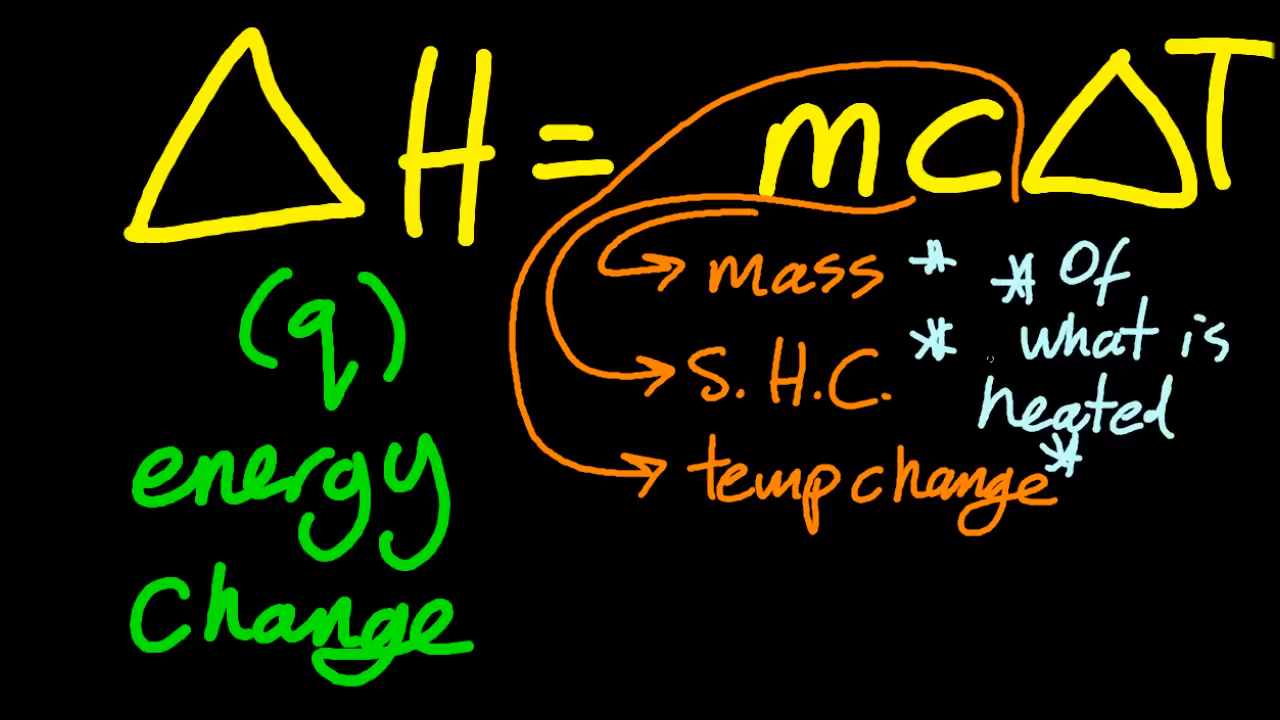 ΔH = mcΔT
(q)
energy
change
mass *
S.H.C. *
temp change *
* Of
what is
heated